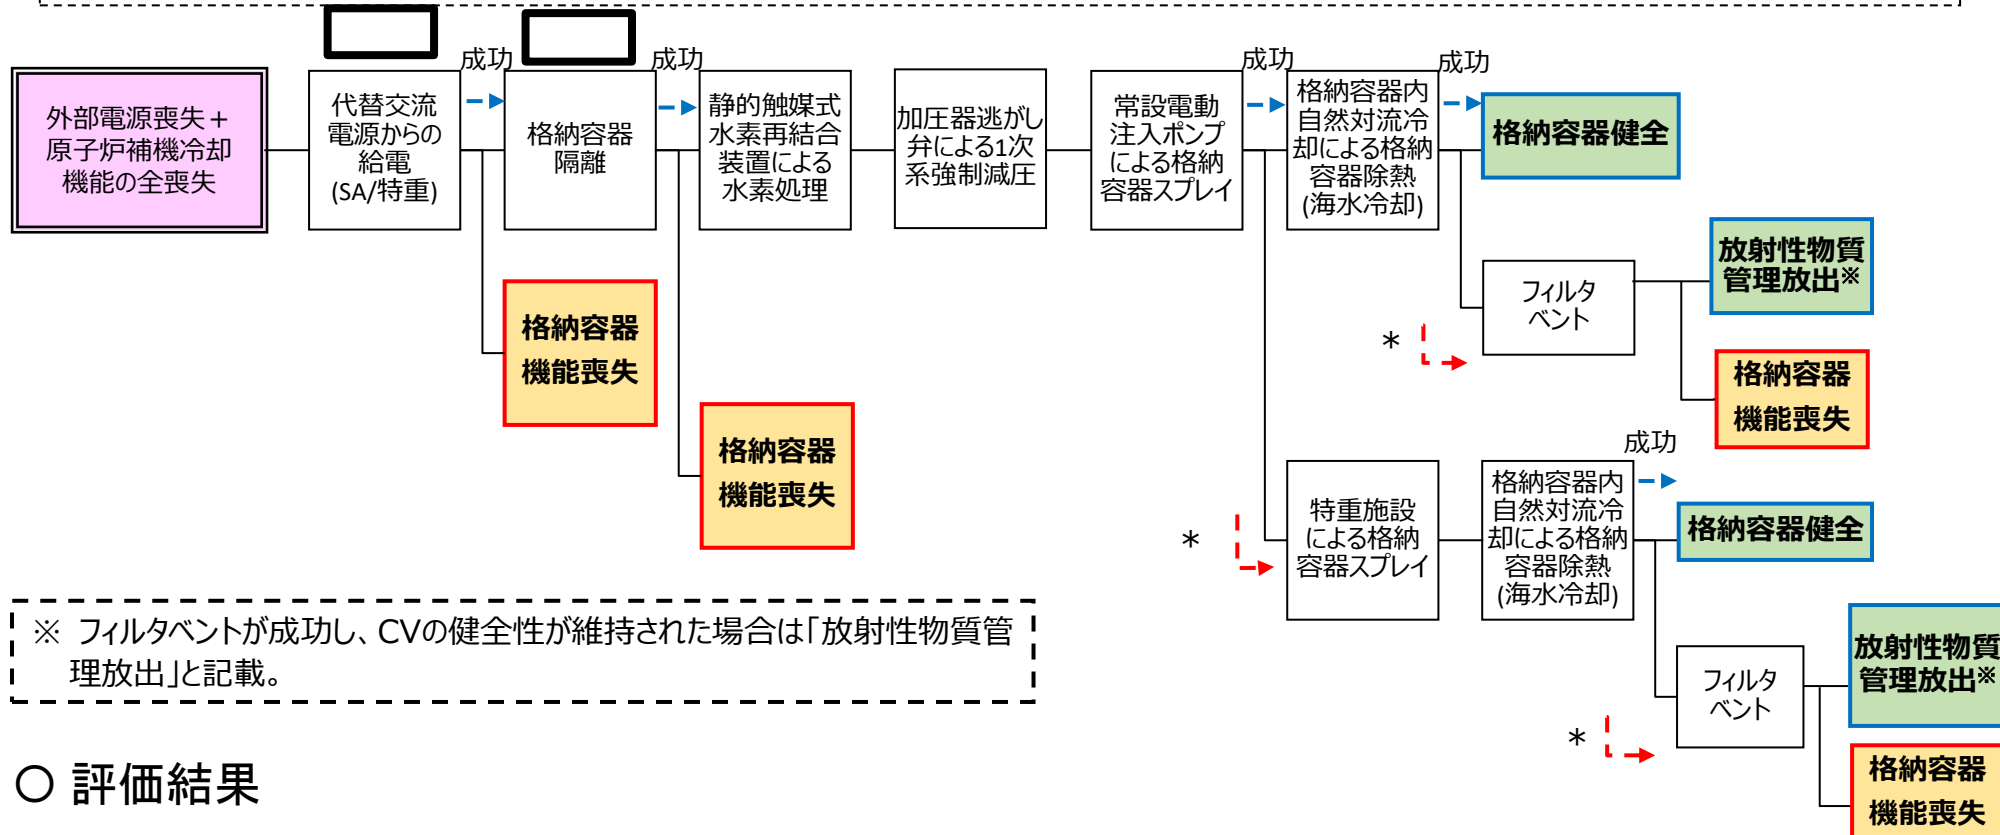 成功
成功
成功
成功
外部電源喪失＋
原子炉補機冷却
機能の全喪失
代替交流
電源からの
給電
(SA/特重)
格納容器
隔離
静的触媒式
水素再結合
装置による
水素処理
加圧器逃がし
弁による1次
系強制減圧
常設電動
注入ポンプ
による格納
容器スプレイ
格納容器内
自然対流冷
却による格納
容器除熱
(海水冷却)
格納容器健全
放射性物質
管理放出※
フィルタ
ベント
＊
格納容器
機能喪失
格納容器
機能喪失
格納容器
機能喪失
成功
特重施設
による格納
容器スプレイ
＊
格納容器内
自然対流冷
却による格納
容器除熱
(海水冷却)
格納容器健全
※ フィルタベントが成功し、CVの健全性が維持された場合は「放射性物質管
理放出」と記載。
放射性物質
管理放出※
フィルタ
ベント
＊
格納容器
機能喪失
○ 評価結果